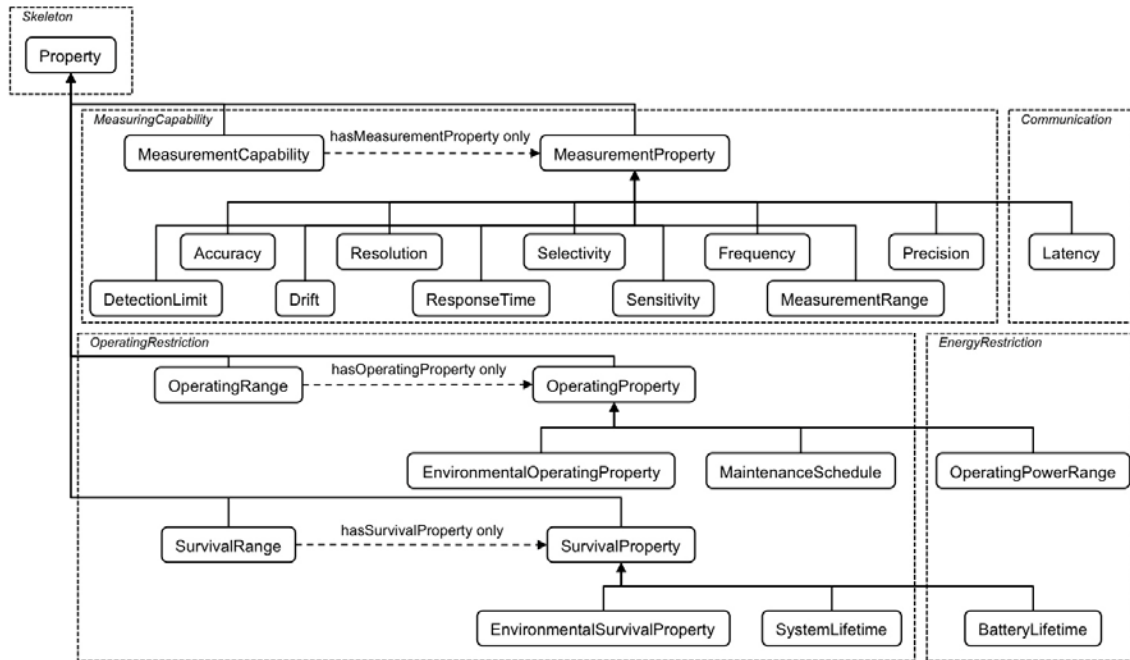 Skeleton
Property
MeasuringCapability
Communication
MeasurementCapability
hasMeasurementProperty only
MeasurementProperty
Accuracy
Resolution
Selectivity
Frequency
Precision
Latency
DetectionLimit
Drift
ResponseTime
Sensitivity
MeasurementRange
OperatingRestriction
EnergyRestriction
OperatingRange
hasOperatingProperty only
OperatingProperty
EnvironmentalOperatingProperty
MaintenanceSchedule
OperatingPowerRange
SurvivalRange
hasSurvivalProperty only
SurvivalProperty
EnvironmentalSurvivalProperty
SystemLifetime
BatteryLifetime